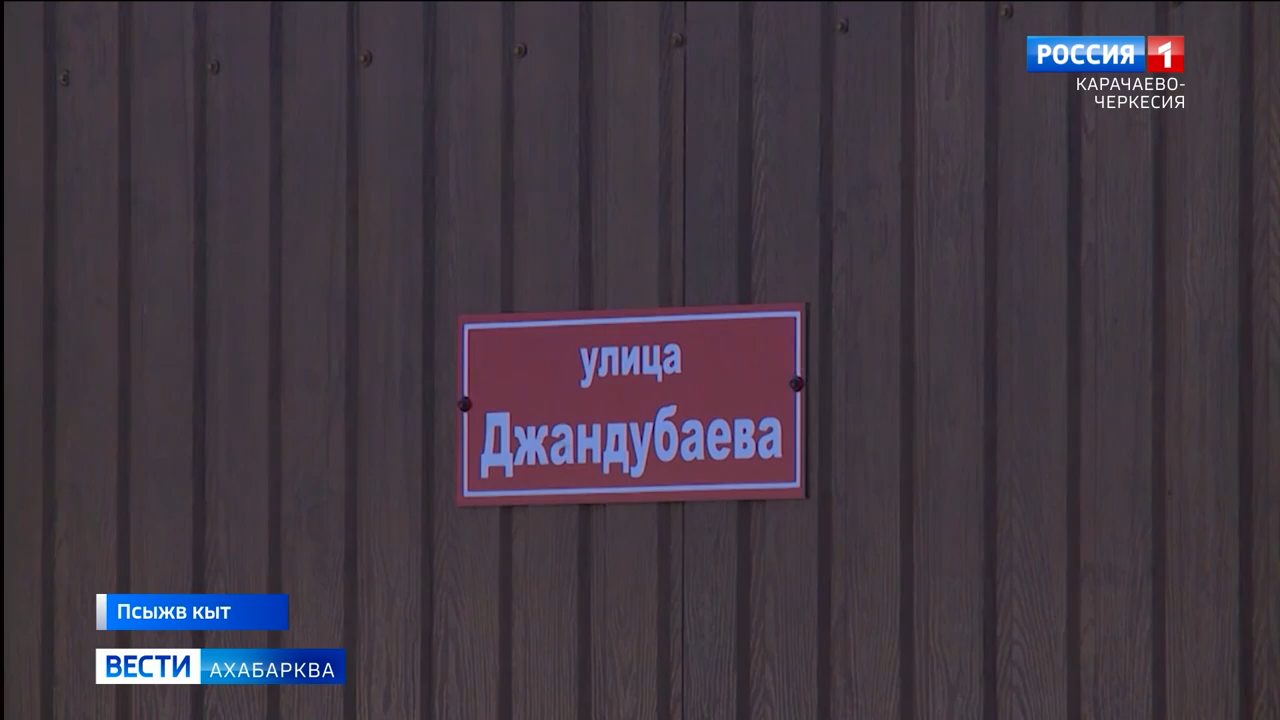 РОССИЯ 1
КАРАЧАЕВО-
ЧЕРКЕСИЯ
улица
Джандубаева
Псыжв кыт
ВЕСТИ АХАБАРКВА